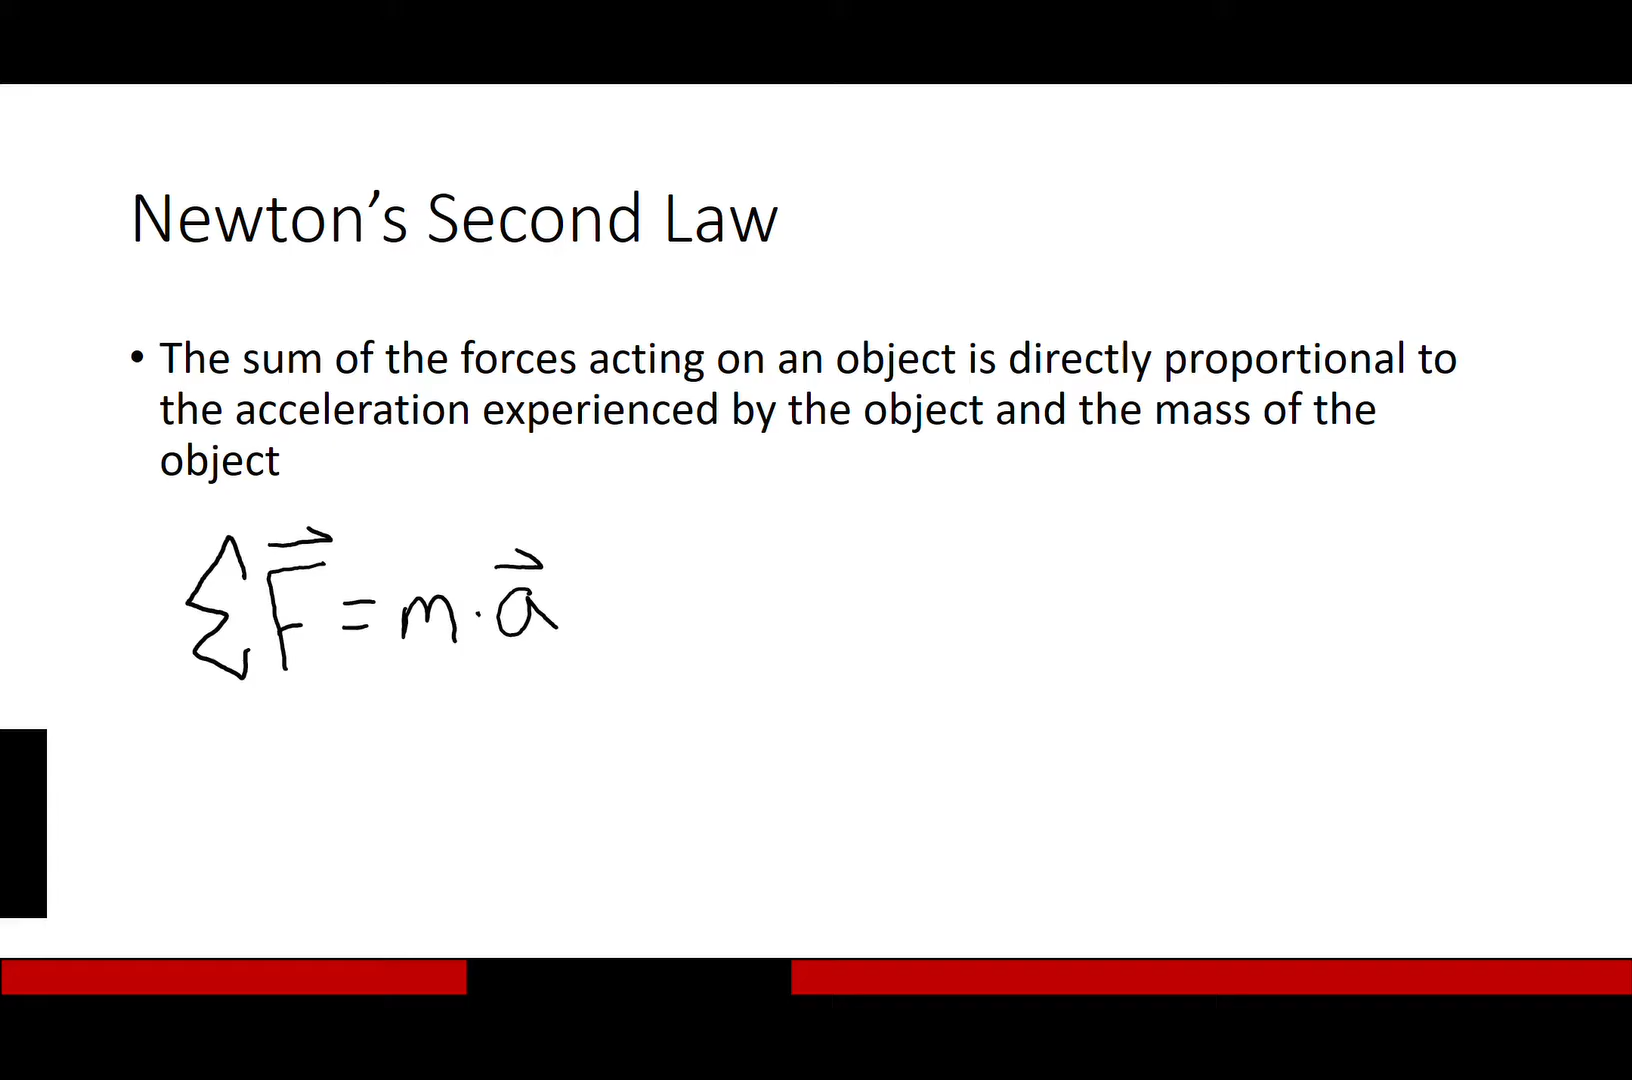 Newton’s Second Law
• The sum of the forces acting on an object is directly proportional to
the acceleration experienced by the object and the mass of the
object
∑F⃗ = m · a⃗